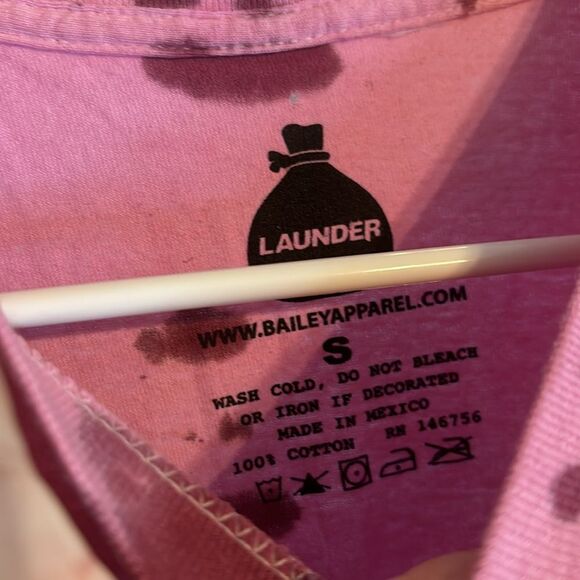 LAUNDER
WWW.BAILEYAPPAREL.COM
S
WASH COLD, DO NOT BLEACH
OR IRON IF DECORATED
MADE IN MEXICO
100% COTTON RN 146756